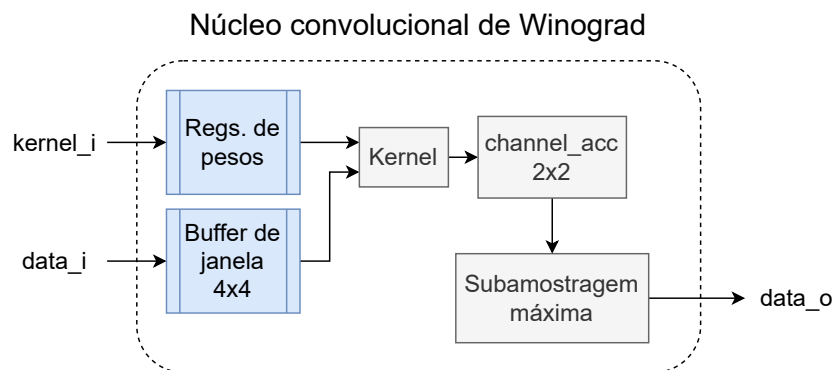 Núcleo convolucional de Winograd
kernel_i
Regs. de
pesos
Kernel
channel_acc
2x2
data_i
Buffer de
janela
4x4
Subamostragem
máxima
data_o